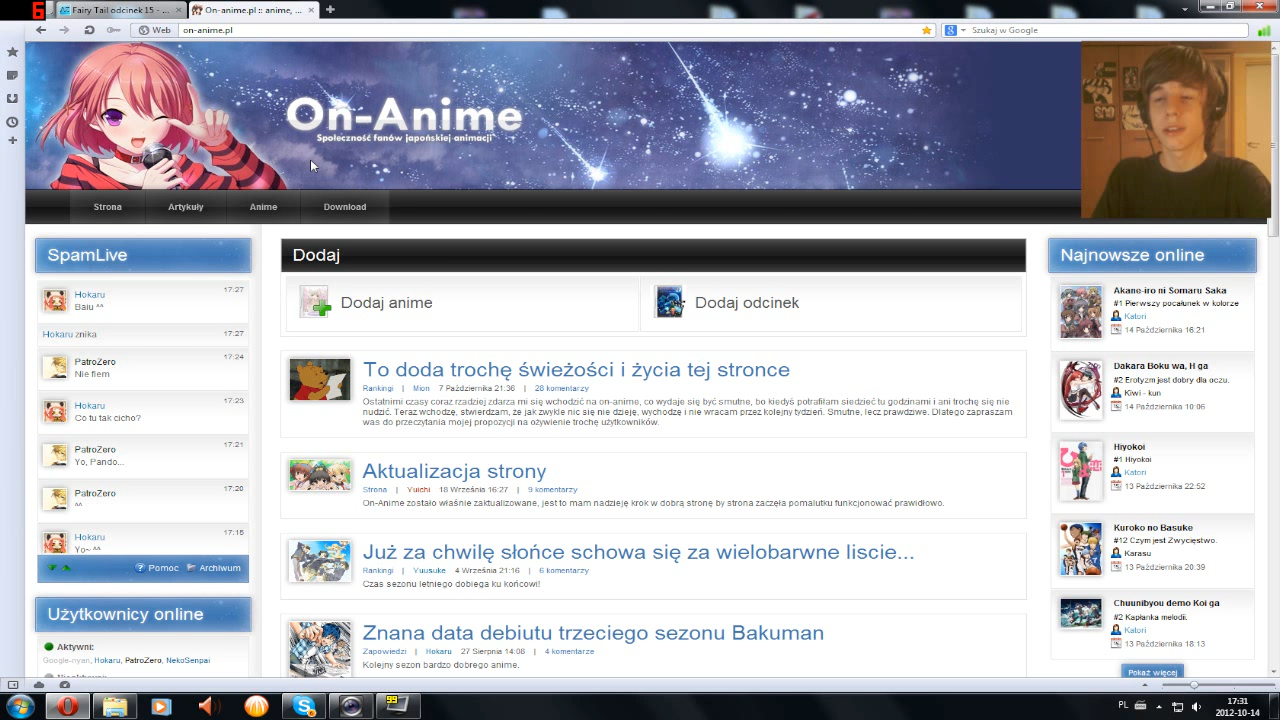 6
Fairy Tail odcinek 15 - ...
On-anime.pl :: anime, ...
Web
on-anime.pl
Szukaj w Google
On-Anime
Społeczność fanów japońskiej animacji
Strona
Artykuły
Anime
Download
SpamLive
Hokaru 17:27
Baiu ^^
Hokaru znika 17:27
PatroZero 17:24
Nie fiem
Hokaru 17:23
Co tu tak cicho?
PatroZero 17:21
Yo, Pando...
PatroZero 17:20
^^
Hokaru 17:15
Yo~ ^^
Pomoc
Archiwum
Użytkownicy online
Aktywni:
Google-nyan, Hokaru, PatroZero, NekoSenpai
Dodaj
Dodaj anime
Dodaj odcinek
To doda trochę świeżości i życia tej stronce
Rankingi | Mion 7 Października 21:36 | 28 komentarzy
Ostatnimi czasy coraz rzadziej zdarza mi się wchodzić na on-anime, co wydaje się być smutne, bo kiedyś potrafiłam siedzieć tu godzinami i ani trochę się nie
nudzić. Teraz wchodzę, stwierdzam, że jak zwykle nic się nie dzieję, wychodzę i nie wracam przez kolejny tydzień. Smutne, lecz prawdziwe. Dlatego zapraszam
was do przeczytania mojej propozycji na ożywienie trochę użytkowników.
Aktualizacja strony
Strona | Yuichi 18 Września 16:27 | 9 komentarzy
On-Anime zostało właśnie zaktualizowane, jest to mam nadzieję krok w dobrą stronę by strona zaczęła pomalutku funkcjonować prawidłowo.
Już za chwilę słońce schowa się za wielobarwne liscie...
Rankingi | Yuusuke 4 Września 21:16 | 6 komentarzy
Czas sezonu letniego dobiega ku końcowi!
Znana data debiutu trzeciego sezonu Bakuman
Zapowiedzi | Hokaru 27 Sierpnia 14:08 | 4 komentarze
Kolejny sezon bardzo dobrego anime.
Najnowsze online
Akane-iro ni Somaru Saka
#1 Pierwszy pocałunek w kolorze
Katori
14 Października 16:21
Dakara Boku wa, H ga
#2 Erotyzm jest dobry dla oczu.
Kiwi - kun
14 Października 10:06
Hiyokoi
#1 Hiyokoi
Katori
13 Października 22:52
Kuroko no Basuke
#12 Czym jest Zwycięstwo.
Karasu
13 Października 20:39
Chuunibyou demo Koi ga
#2 Kapłanka melodii.
Katori
13 Października 18:13
Pokaż więcej
PL
17:31
2012-10-14